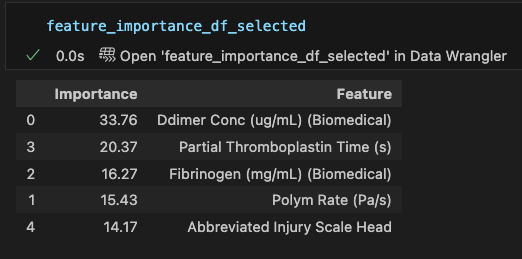 feature_importance_df_selected
0.0s Open 'feature_importance_df_selected' in Data Wrangler
Importance Feature
0 33.76 Ddimer Conc (ug/mL) (Biomedical)
3 20.37 Partial Thromboplastin Time (s)
2 16.27 Fibrinogen (mg/mL) (Biomedical)
1 15.43 Polym Rate (Pa/s)
4 14.17 Abbreviated Injury Scale Head